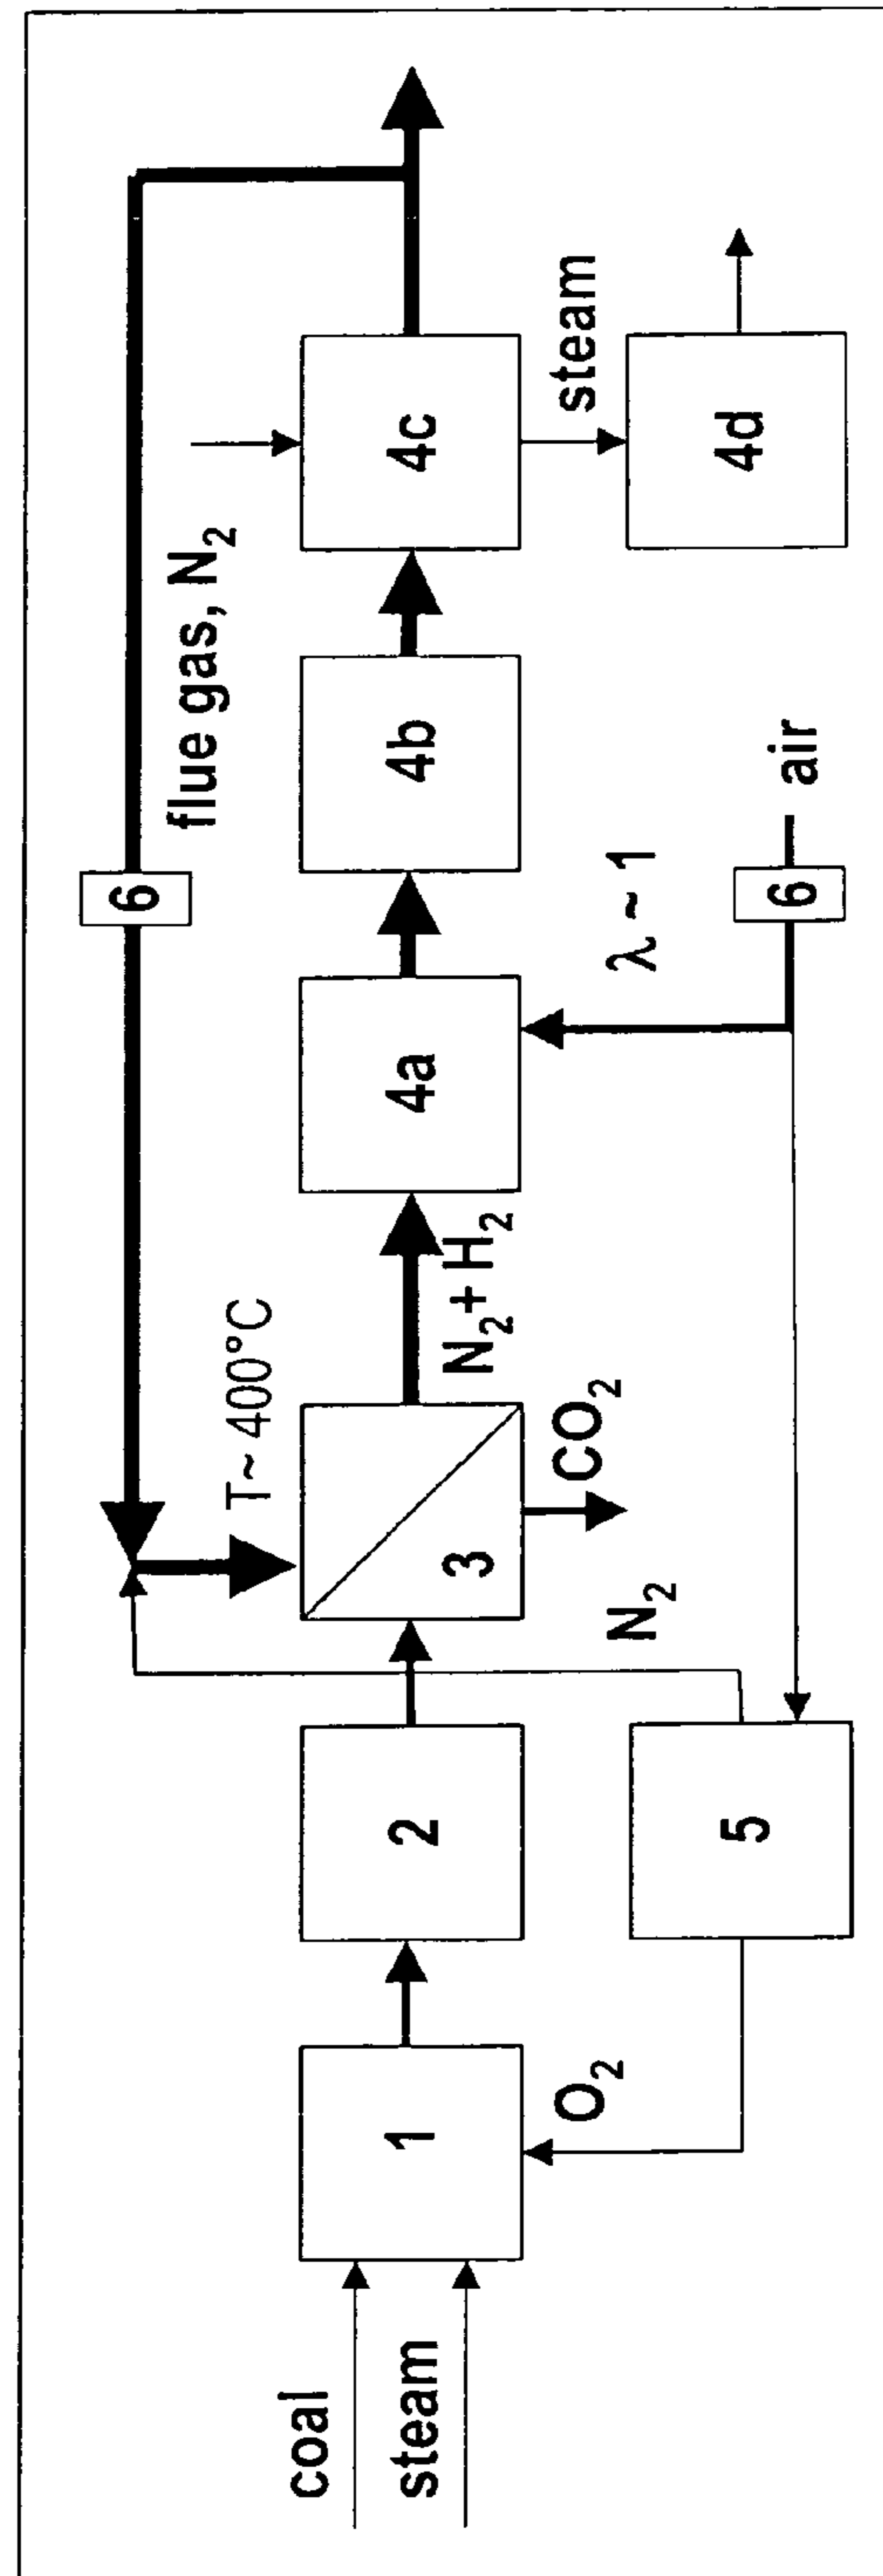 6
flue gas, N₂
T~ 400°C
coal
steam
1
2
3
N₂ + H₂
4a
4b
4c
CO₂
steam
O₂
N₂
λ ~ 1
5
6
air
4d